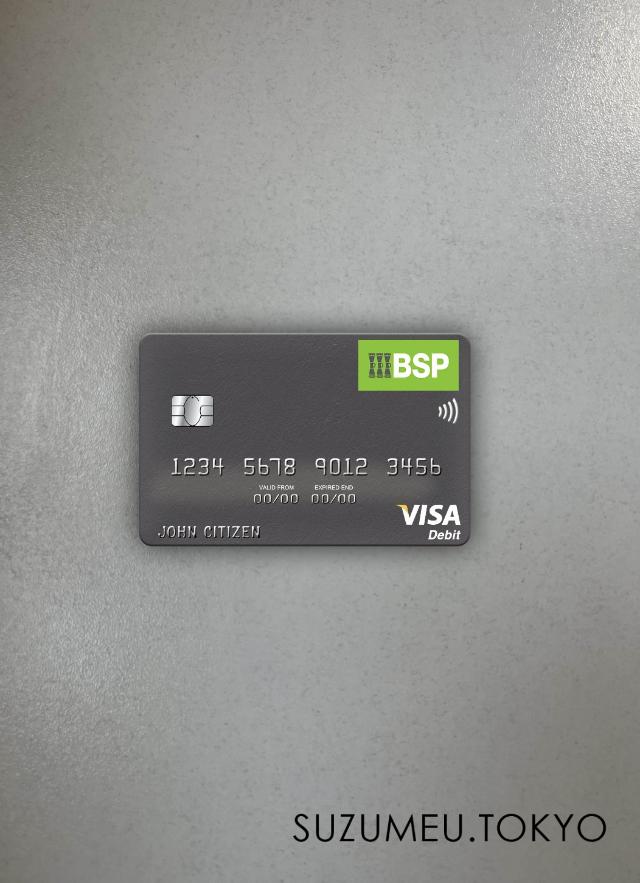 BSP
1234 5678 9012 3456
VALID FROM EXPIRED END
00/00 00/00
VISA
Debit
JOHN CITIZEN
SUZUMEU.TOKYO